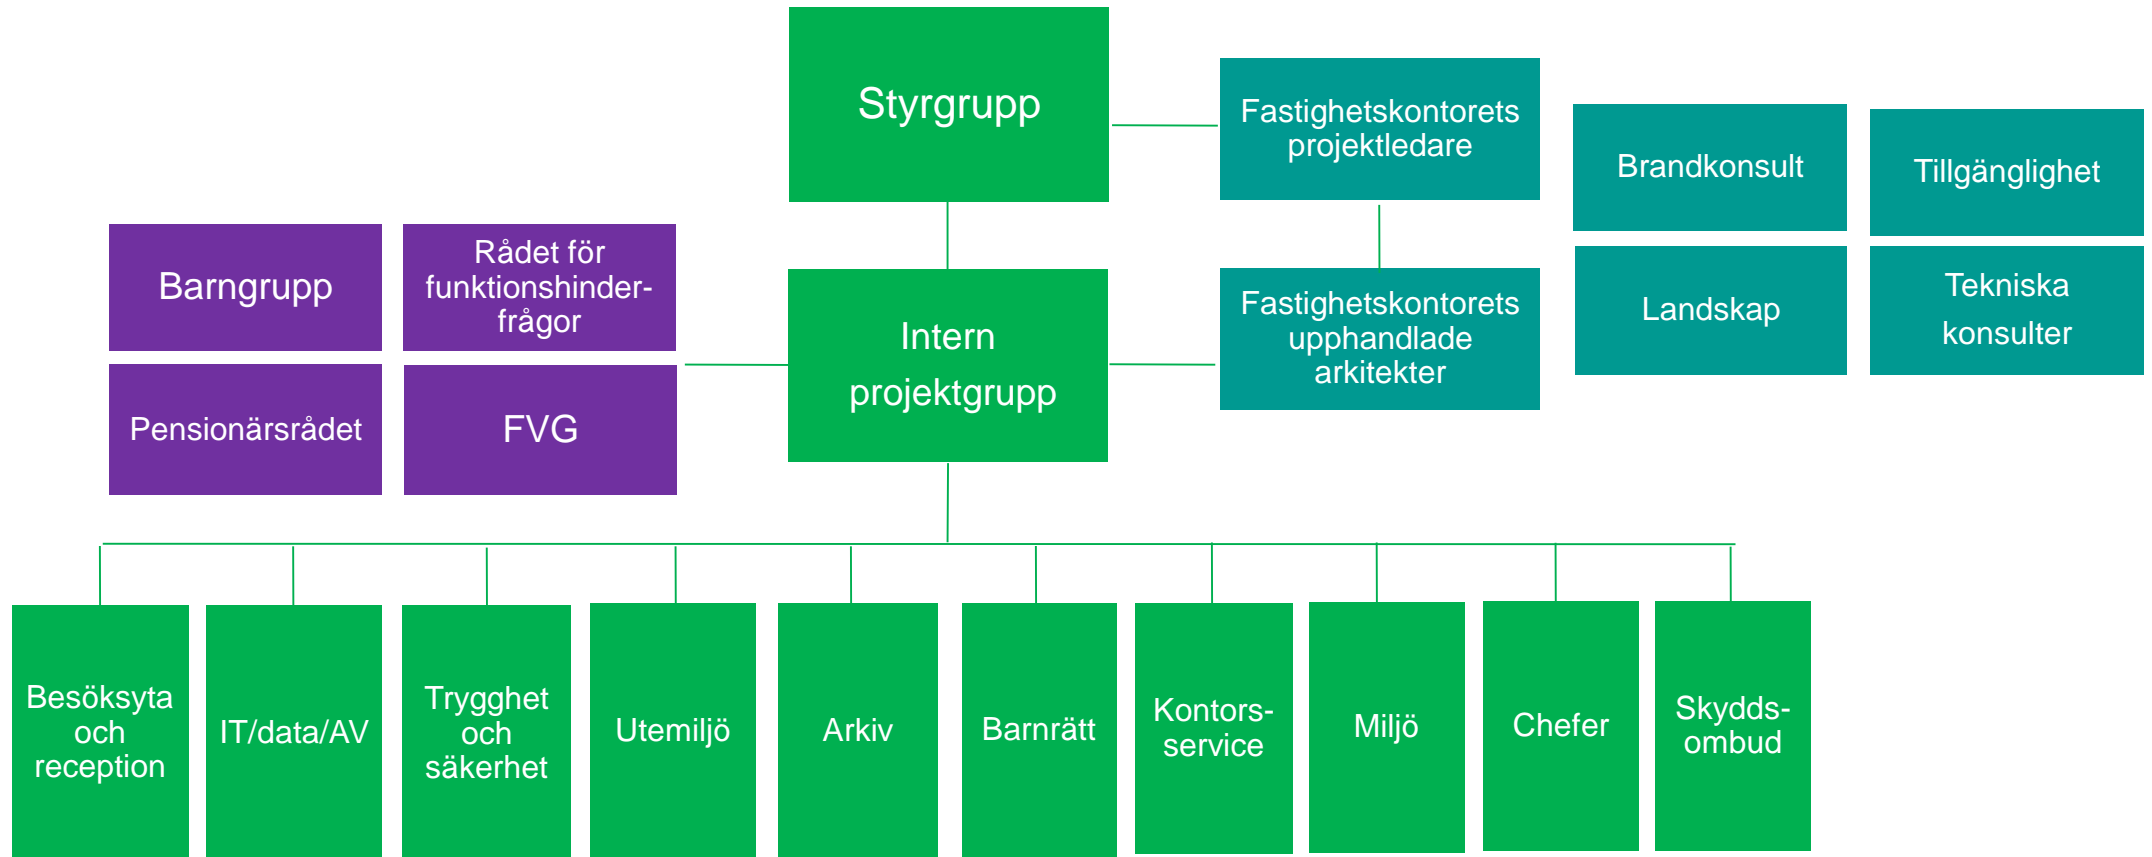 Styrgrupp
Fastighetskontorets
projektledare
Brandkonsult
Tillgänglighet
Barngrupp
Rådet för
funktionshinder-
frågor
Intern
projektgrupp
Fastighetskontorets
upphandlade
arkitekter
Landskap
Tekniska
konsulter
Pensionärsrådet
FVG
Besöksyta
och
reception
IT/data/AV
Trygghet
och
säkerhet
Utemiljö
Arkiv
Barnrätt
Kontors-
service
Miljö
Chefer
Skydds-
ombud